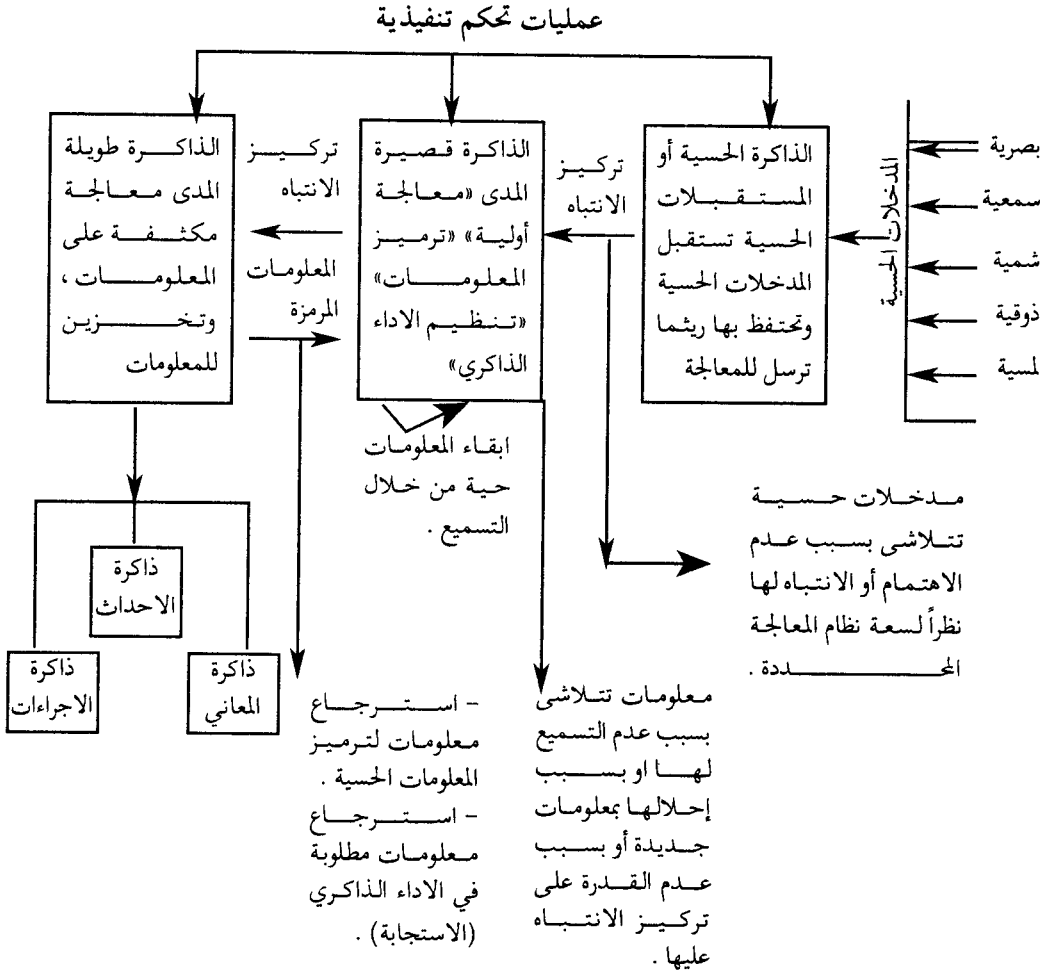 عمليات تحكم تنفيذية
بصرية
سمعية
شمية
ذوقية
لمسية
المدخلات الحسية
الذاكرة الحسية أو
المستقبلات
الحسية تستقبل
المدخلات الحسية
وتحتفظ بها ريثما
ترسل للمعالجة
تركيز
الانتباه
الذاكرة قصيرة
المدى «معالجة
أولية» «ترميز
المعلومات»
«تنظيم الاداء
الذاكري»
تركيز
الانتباه
المعلومات
المرمزة
الذاكرة طويلة
المدى معالجة
مكثفة على
المعلومات ،
وتخزين
للمعلومات
ابقاء المعلومات
حية من خلال
التسميع .
مدخلات حسية
تتلاشى بسبب عدم
الاهتمام أو الانتباه لها
نظراً لسعة نظام المعالجة
المحددة .
ذاكرة
الاحداث
ذاكرة
المعاني
ذاكرة
الاجراءات
معلومات تتلاشى
بسبب عدم التسميع
لها او بسبب
إحلالها بمعلومات
جديدة أو بسبب
عدم القدرة على
تركيز الانتباه
عليها .
– استرجاع
معلومات لترميز
المعلومات الحسية .
– استرجاع
معلومات مطلوبة
في الاداء الذاكري
(الاستجابة) .